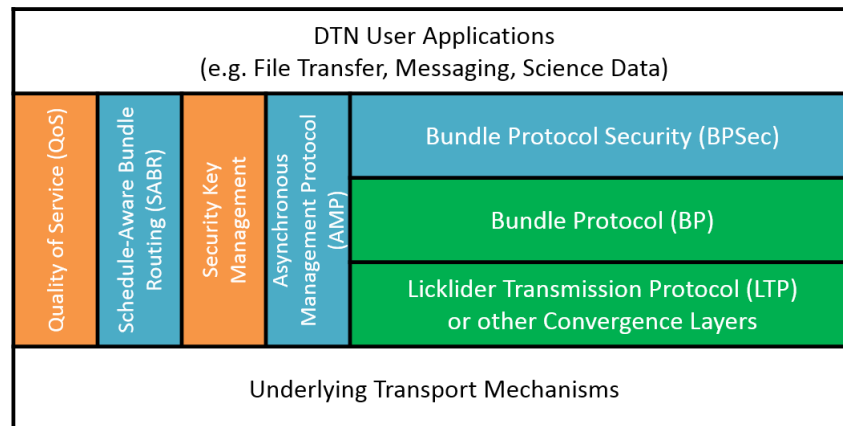 DTN User Applications
(e.g. File Transfer, Messaging, Science Data)
Quality of Service (QoS)
Schedule-Aware Bundle
Routing (SABR)
Security Key
Management
Asynchronous
Management Protocol
(AMP)
Bundle Protocol Security (BPSec)
Bundle Protocol (BP)
Licklider Transmission Protocol (LTP)
or other Convergence Layers
Underlying Transport Mechanisms